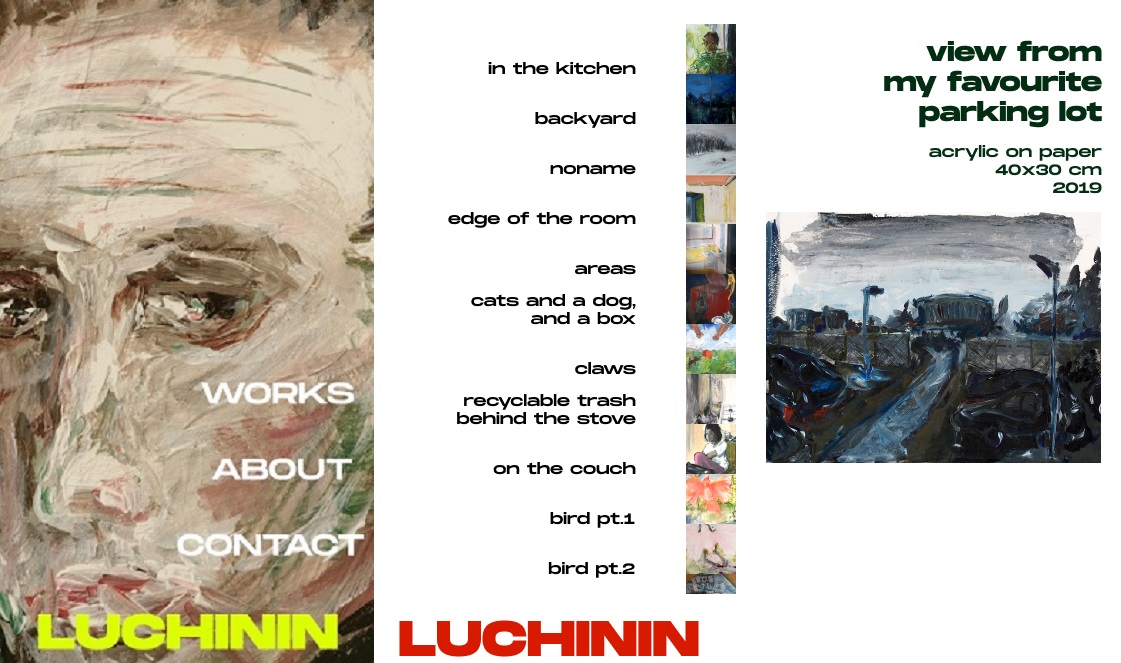 WORKS
ABOUT
CONTACT
LUCHININ
in the kitchen
backyard
noname
edge of the room
areas
cats and a dog,
and a box
claws
recyclable trash
behind the stove
on the couch
bird pt.1
bird pt.2
LUCHININ
view from
my favourite
parking lot
acrylic on paper
40x30 cm
2019